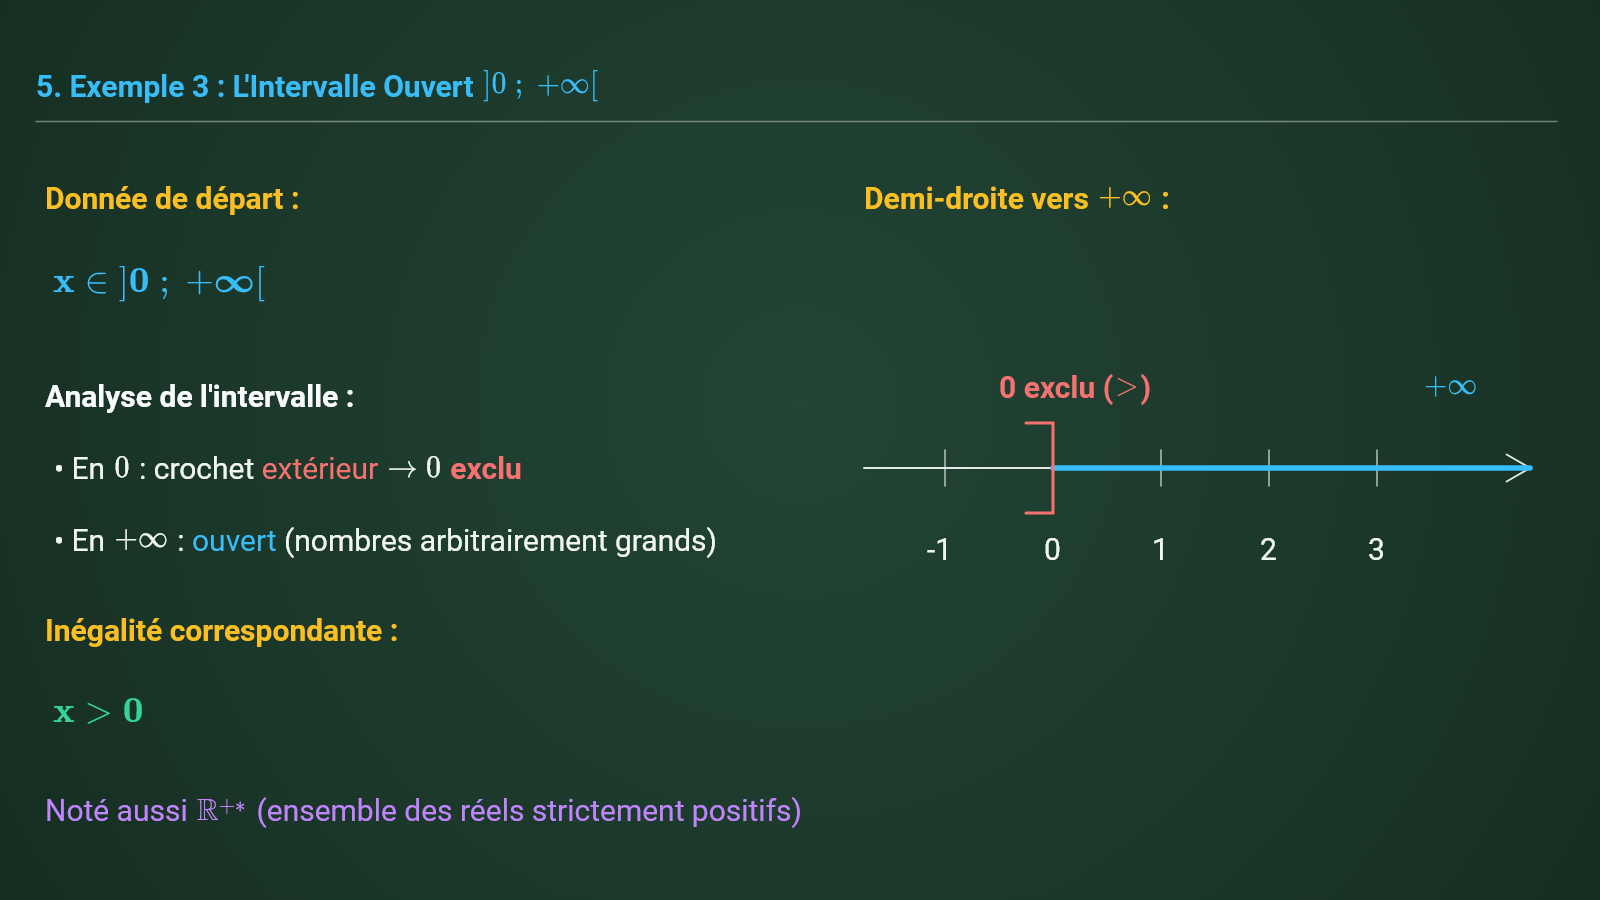 5. Exemple 3 : L'Intervalle Ouvert ]0 ; +∞[
Donnée de départ :
x ∈ ]0 ; +∞[
Analyse de l'intervalle :
• En 0 : crochet extérieur → 0 exclu
• En +∞ : ouvert (nombres arbitrairement grands)
Inégalité correspondante :
x > 0
Noté aussi ℝ⁺* (ensemble des réels strictement positifs)
Demi-droite vers +∞ :
0 exclu (>)
+∞
-1 0 1 2 3